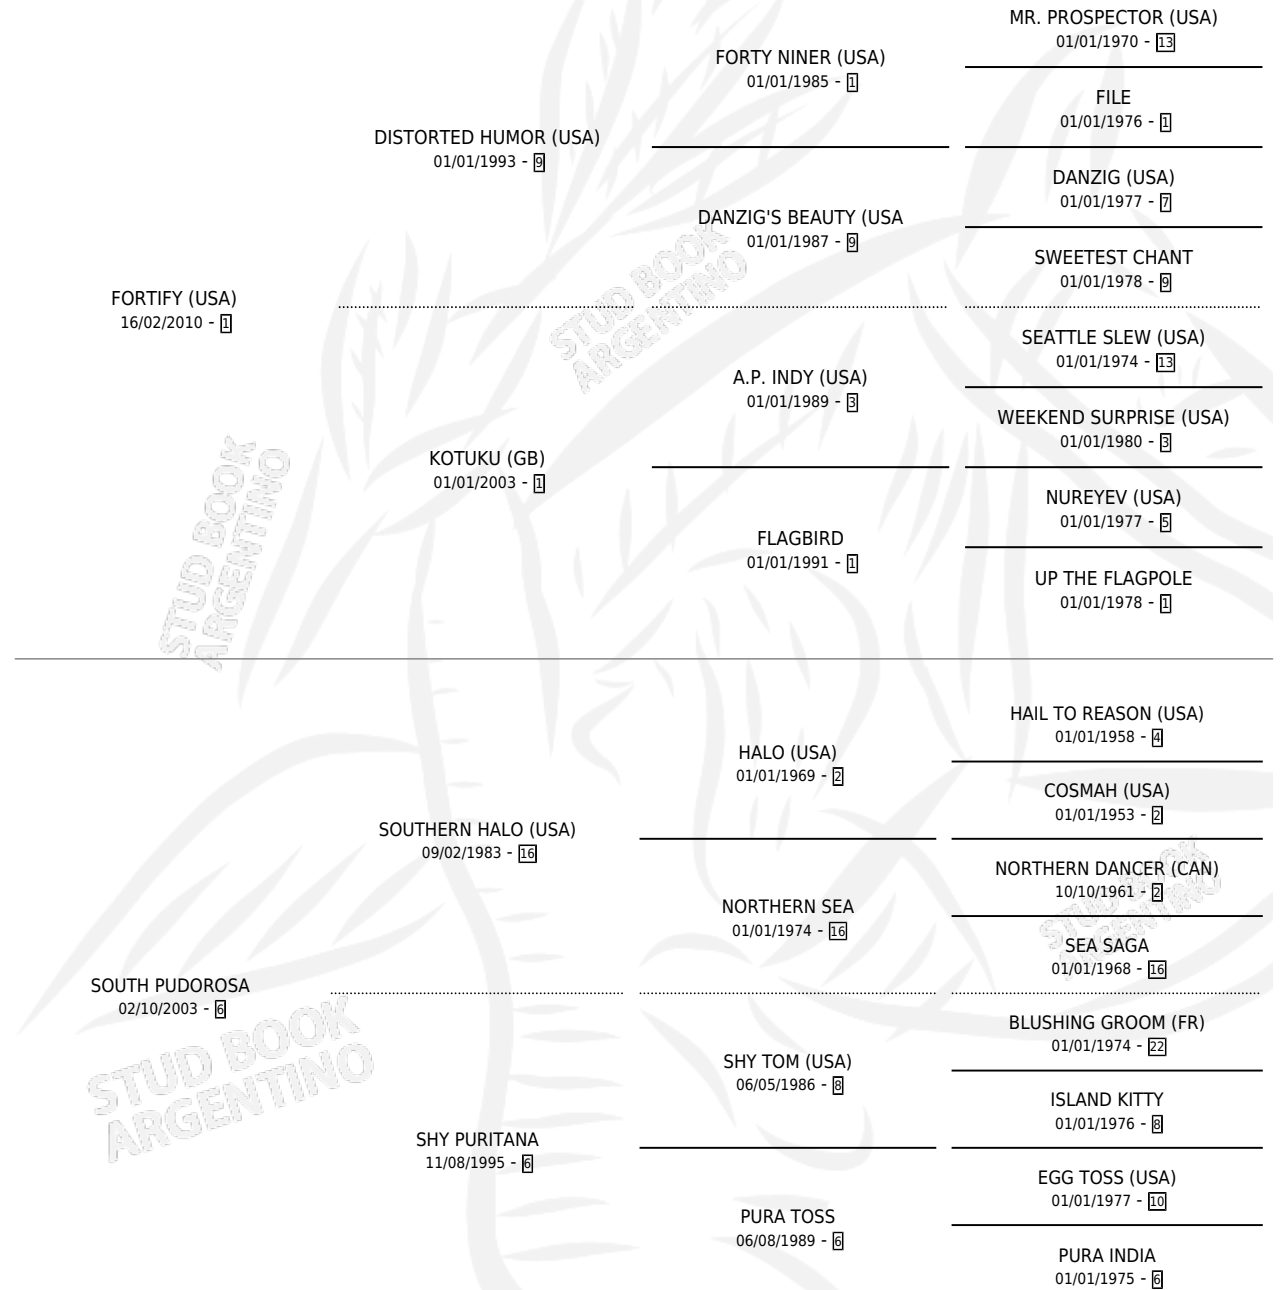 MR. PROSPECTOR (USA)
01/01/1970 - 13
FORTY NINER (USA)
01/01/1985 - 1
FILE
01/01/1976 - 1
DISTORTED HUMOR (USA)
01/01/1993 - 9
DANZIG (USA)
01/01/1977 - 7
DANZIG'S BEAUTY (USA
01/01/1987 - 9
SWEETEST CHANT
01/01/1978 - 9
FORTIFY (USA)
16/02/2010 - 1
SEATTLE SLEW (USA)
01/01/1974 - 13
A.P. INDY (USA)
01/01/1989 - 3
WEEKEND SURPRISE (USA)
01/01/1980 - 3
KOTUKU (GB)
01/01/2003 - 1
NUREYEV (USA)
01/01/1977 - 5
FLAGBIRD
01/01/1991 - 1
UP THE FLAGPOLE
01/01/1978 - 1
STUD BOOK
ARGENTINO
STUD BOOK
ARGENTINO
HAIL TO REASON (USA)
01/01/1958 - 4
HALO (USA)
01/01/1969 - 2
COSMAH (USA)
01/01/1953 - 2
SOUTHERN HALO (USA)
09/02/1983 - 16
NORTHERN DANCER (CAN)
10/10/1961 - 2
NORTHERN SEA
01/01/1974 - 16
SEA SAGA
01/01/1968 - 16
SOUTH PUDOROSA
02/10/2003 - 6
BLUSHING GROOM (FR)
01/01/1974 - 22
SHY TOM (USA)
06/05/1986 - 8
ISLAND KITTY
01/01/1976 - 8
SHY PURITANA
11/08/1995 - 6
EGG TOSS (USA)
01/01/1977 - 10
PURA TOSS
06/08/1989 - 6
PURA INDIA
01/01/1975 - 6
STUD BOOK
ARGENTINO
STUD BOOK
ARGENTINO